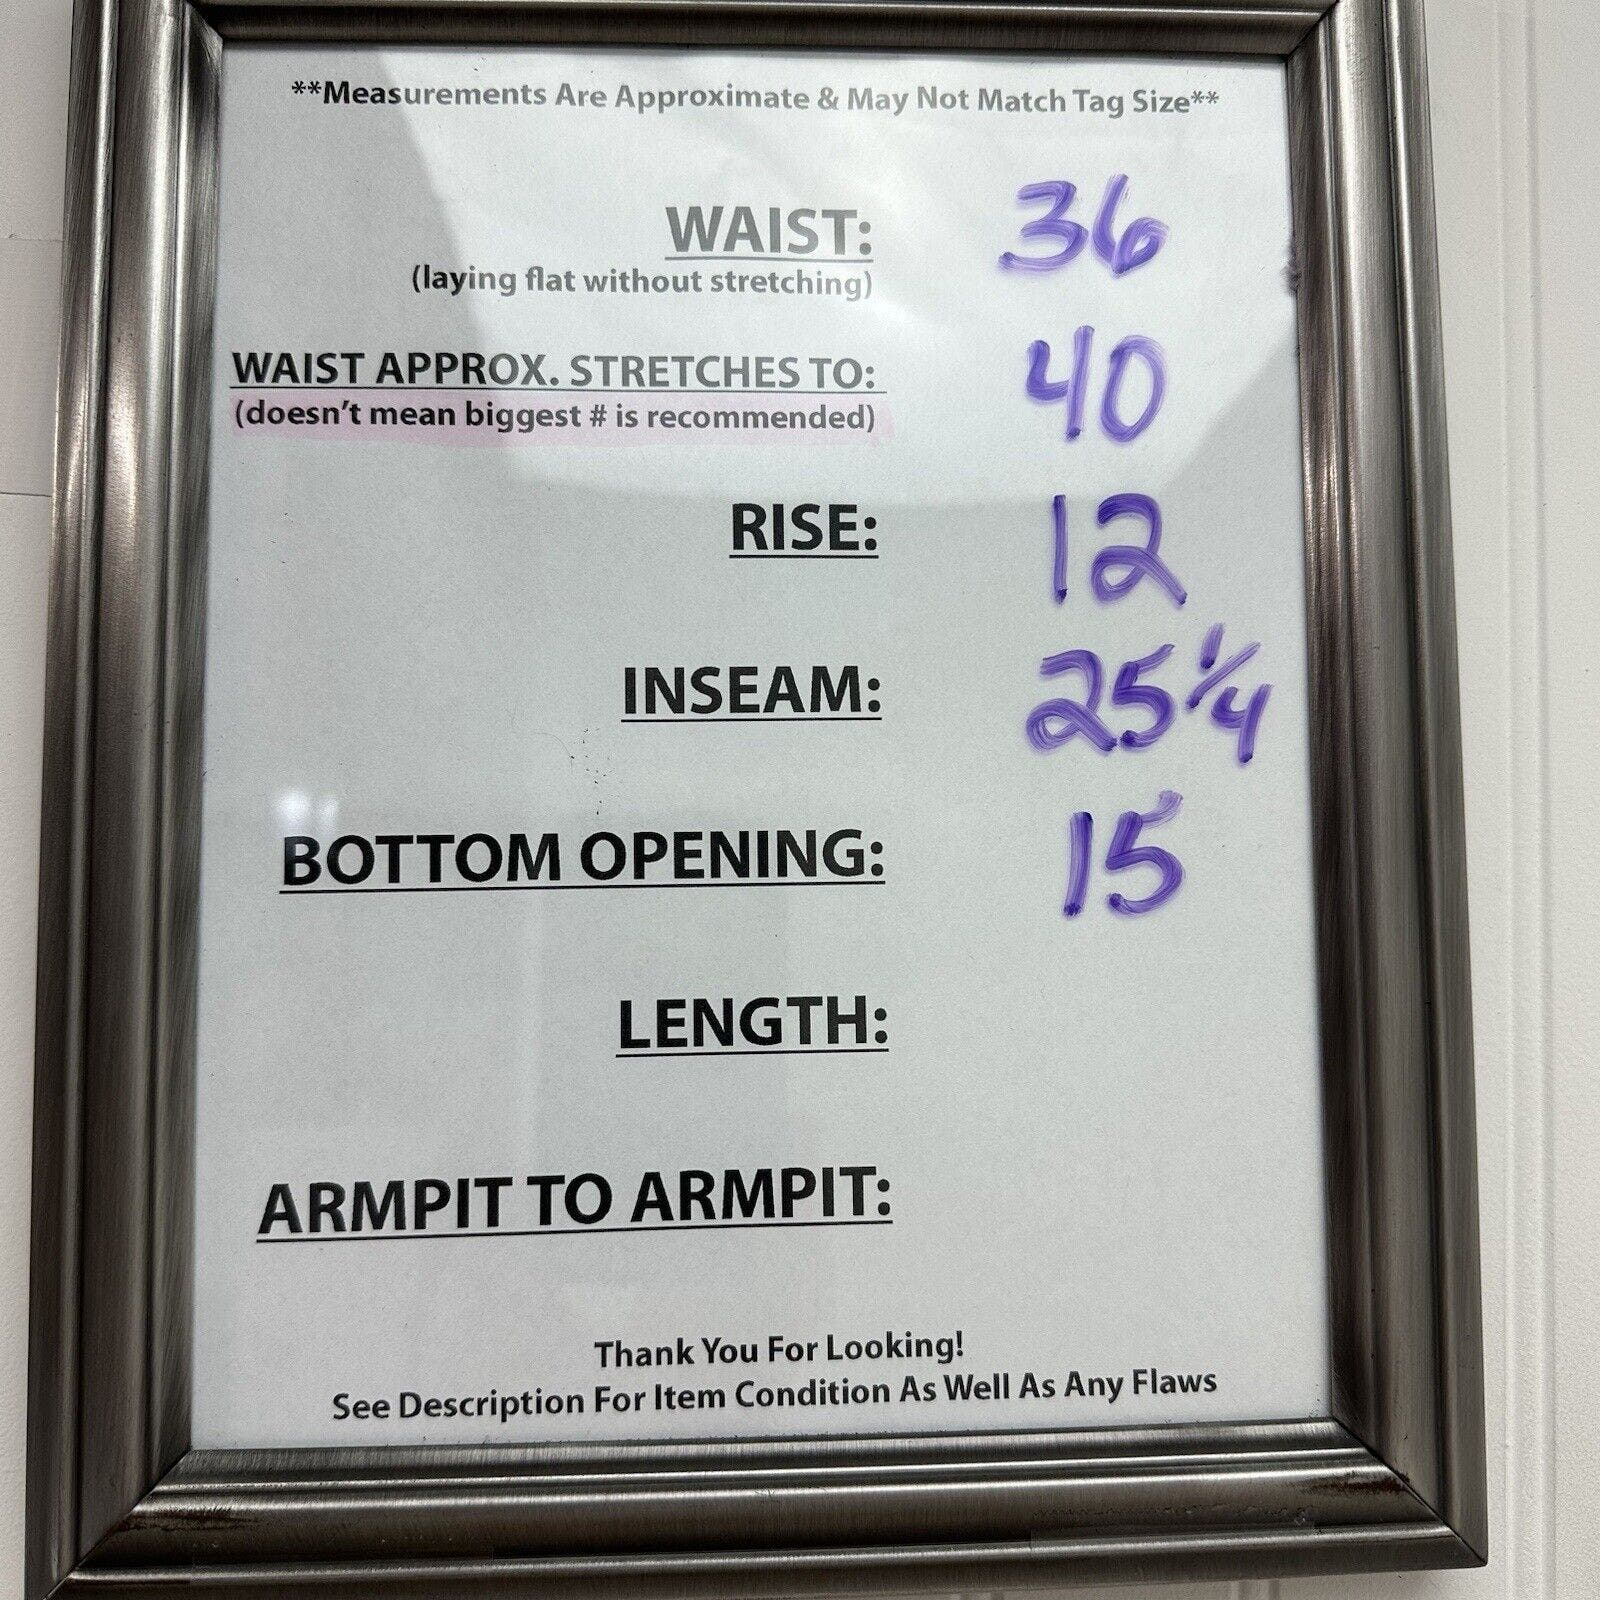 **Measurements Are Approximate & May Not Match Tag Size**
WAIST: 36
(laying flat without stretching)
WAIST APPROX. STRETCHES TO: 40
(doesn't mean biggest # is recommended)
RISE: 12
INSEAM: 25 1/4
BOTTOM OPENING: 15
LENGTH:
ARMPIT TO ARMPIT:
Thank You For Looking!
See Description For Item Condition As Well As Any Flaws